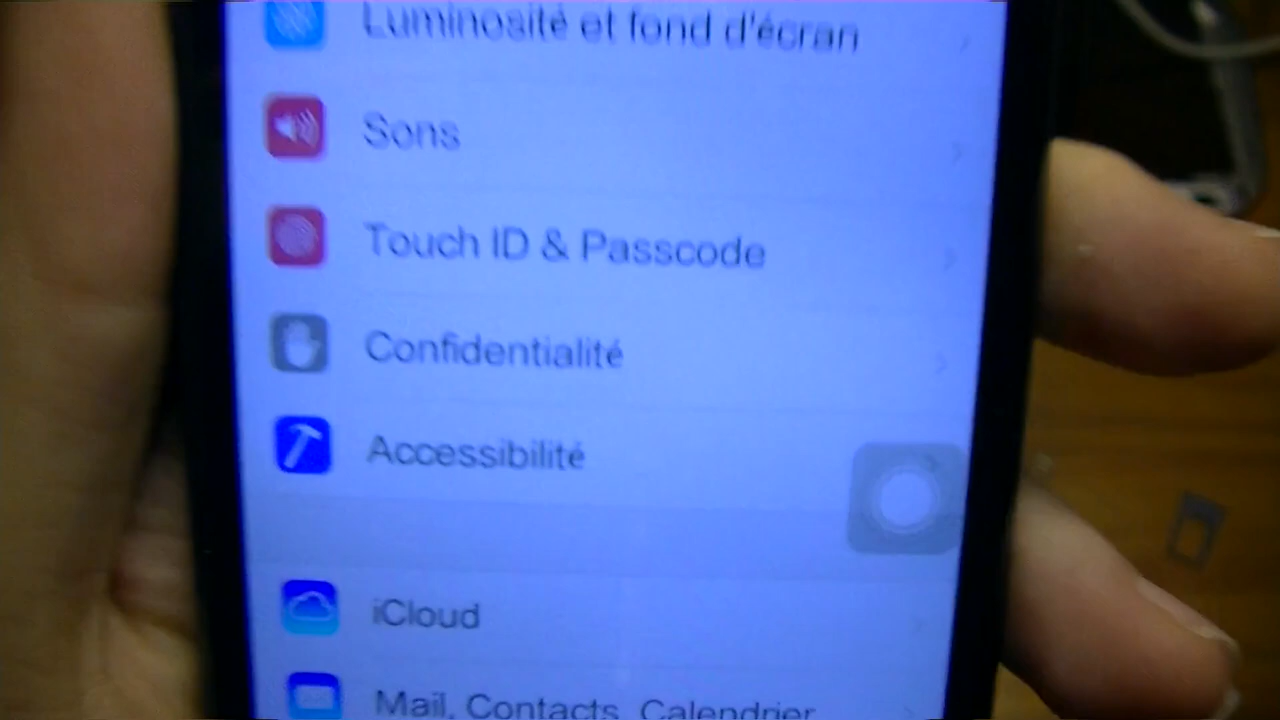 Luminosité et fond d'écran
Sons
Touch ID & Passcode
Confidentialité
Accessibilité
iCloud
Mail, Contacts, Calendrier